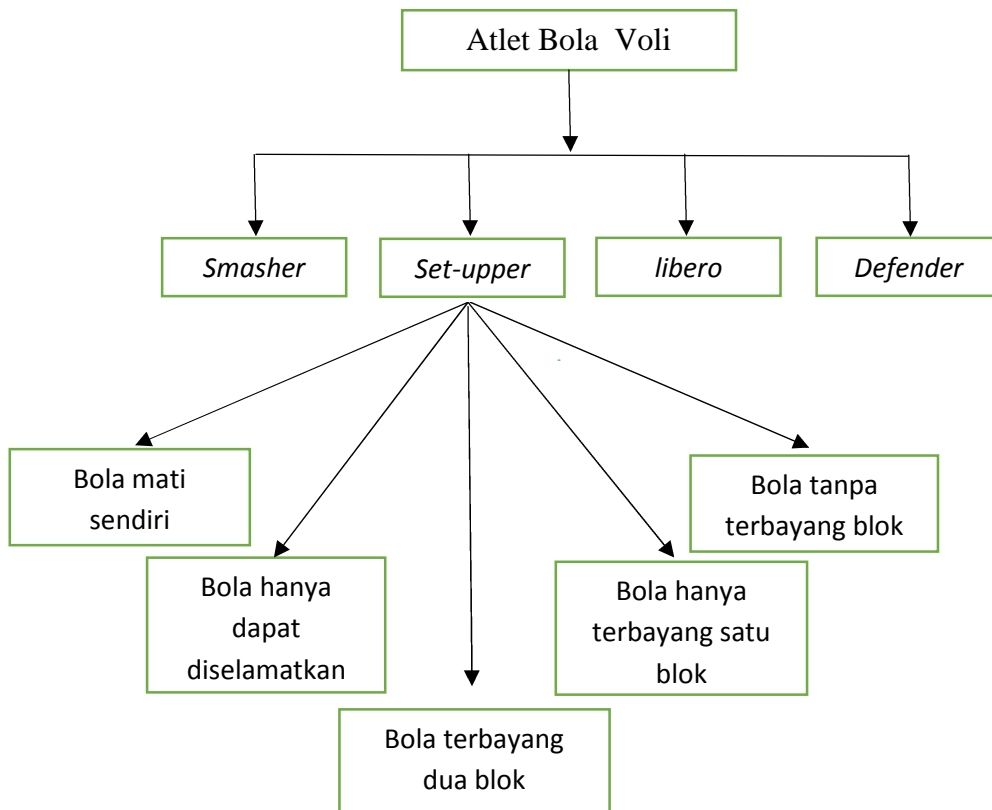 Atlet Bola Voli
Smasher
Set-upper
libero
Defender
Bola mati
sendiri
Bola hanya
dapat
diselamatkan
Bola terbayang
dua blok
Bola hanya
terbayang satu
blok
Bola tanpa
terbayang blok